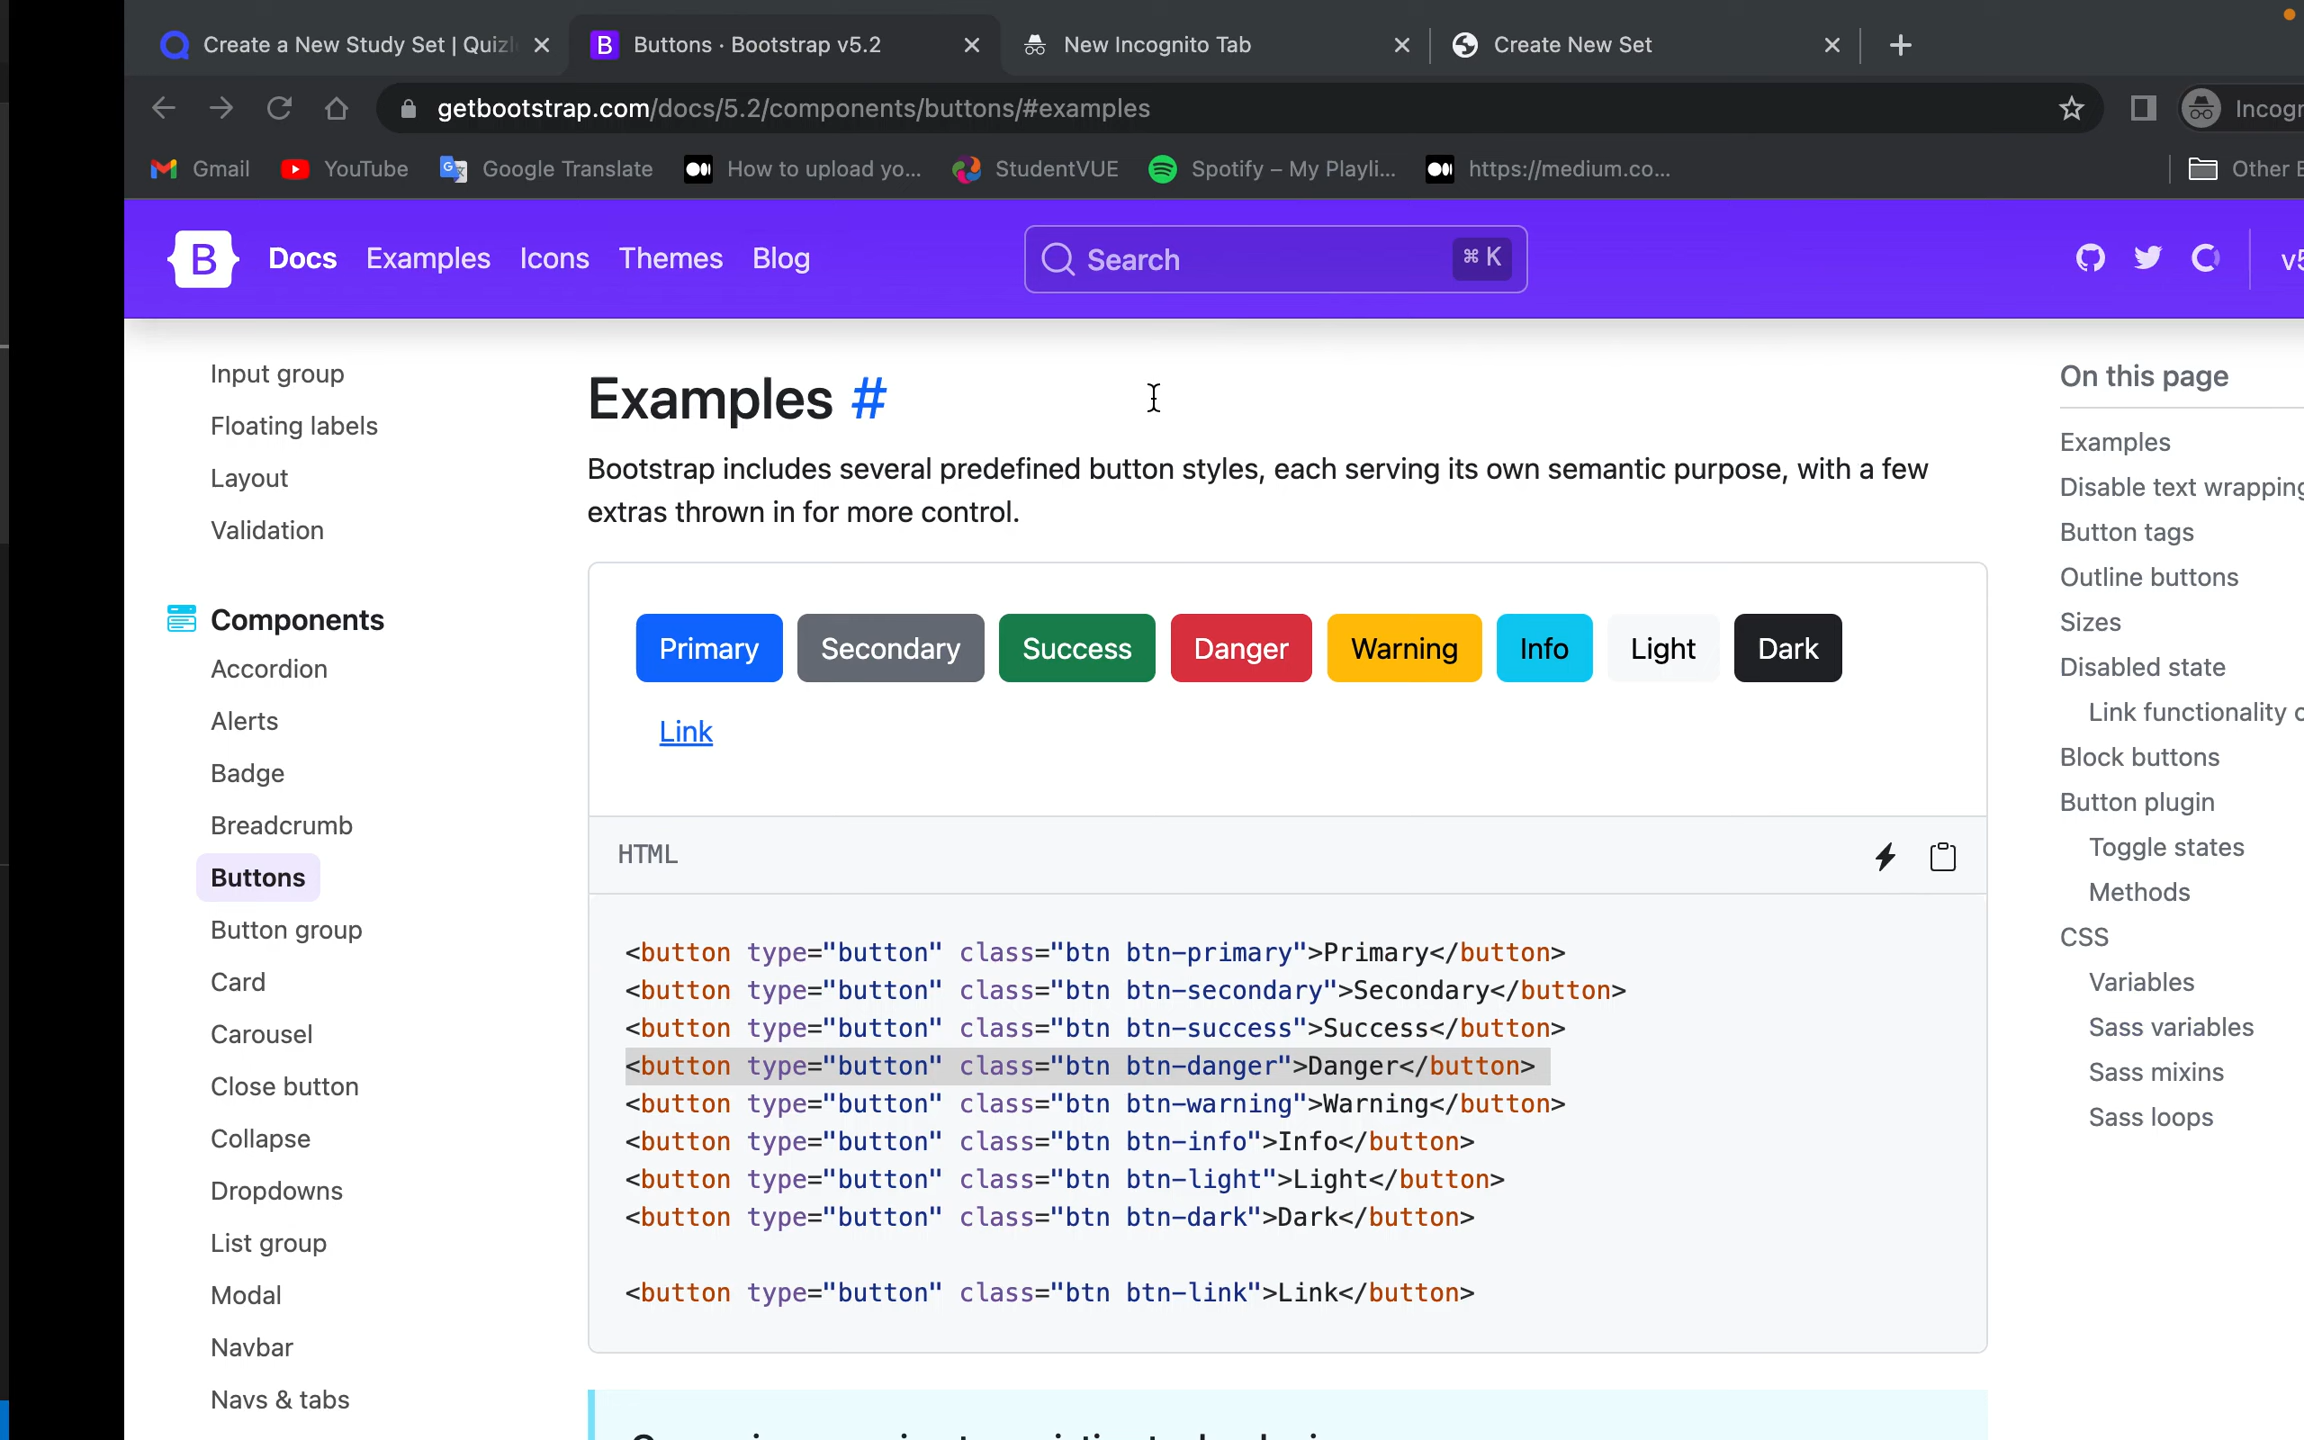 Create a New Study Set | Quizl
Buttons · Bootstrap v5.2
New Incognito Tab
Create New Set
getbootstrap.com/docs/5.2/components/buttons/#examples
Incogn
Gmail
YouTube
Google Translate
How to upload yo...
StudentVUE
Spotify – My Playli...
https://medium.co...
Other B
B
Docs
Examples
Icons
Themes
Blog
Search
⌘ K
v5
Input group
Floating labels
Layout
Validation
Components
Accordion
Alerts
Badge
Breadcrumb
Buttons
Button group
Card
Carousel
Close button
Collapse
Dropdowns
List group
Modal
Navbar
Navs & tabs
Examples #
Bootstrap includes several predefined button styles, each serving its own semantic purpose, with a few
extras thrown in for more control.
Primary Secondary Success Danger Warning Info Light Dark
Link
HTML
<button type="button" class="btn btn-primary">Primary</button>
<button type="button" class="btn btn-secondary">Secondary</button>
<button type="button" class="btn btn-success">Success</button>
<button type="button" class="btn btn-danger">Danger</button>
<button type="button" class="btn btn-warning">Warning</button>
<button type="button" class="btn btn-info">Info</button>
<button type="button" class="btn btn-light">Light</button>
<button type="button" class="btn btn-dark">Dark</button>
<button type="button" class="btn btn-link">Link</button>
On this page
Examples
Disable text wrapping
Button tags
Outline buttons
Sizes
Disabled state
Link functionality
Block buttons
Button plugin
Toggle states
Methods
CSS
Variables
Sass variables
Sass mixins
Sass loops